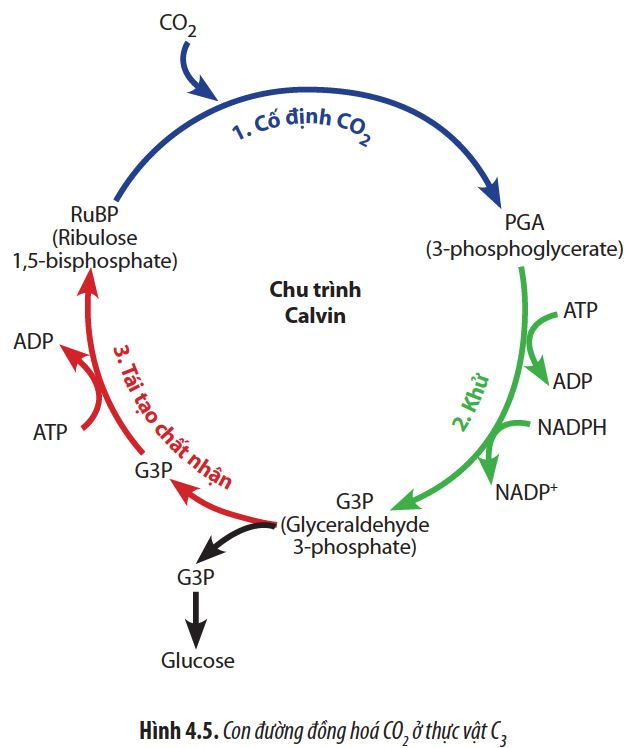 CO₂
1. Cố định CO₂
RuBP
(Ribulose
1,5-bisphosphate)
PGA
(3-phosphoglycerate)
Chu trình
Calvin
ATP
ADP
2. Khử
NADPH
NADP⁺
G3P
(Glyceraldehyde
3-phosphate)
3. Tái tạo chất nhận
ADP
ATP
G3P
G3P
Glucose
Hình 4.5. Con đường đồng hoá CO₂ ở thực vật C₃